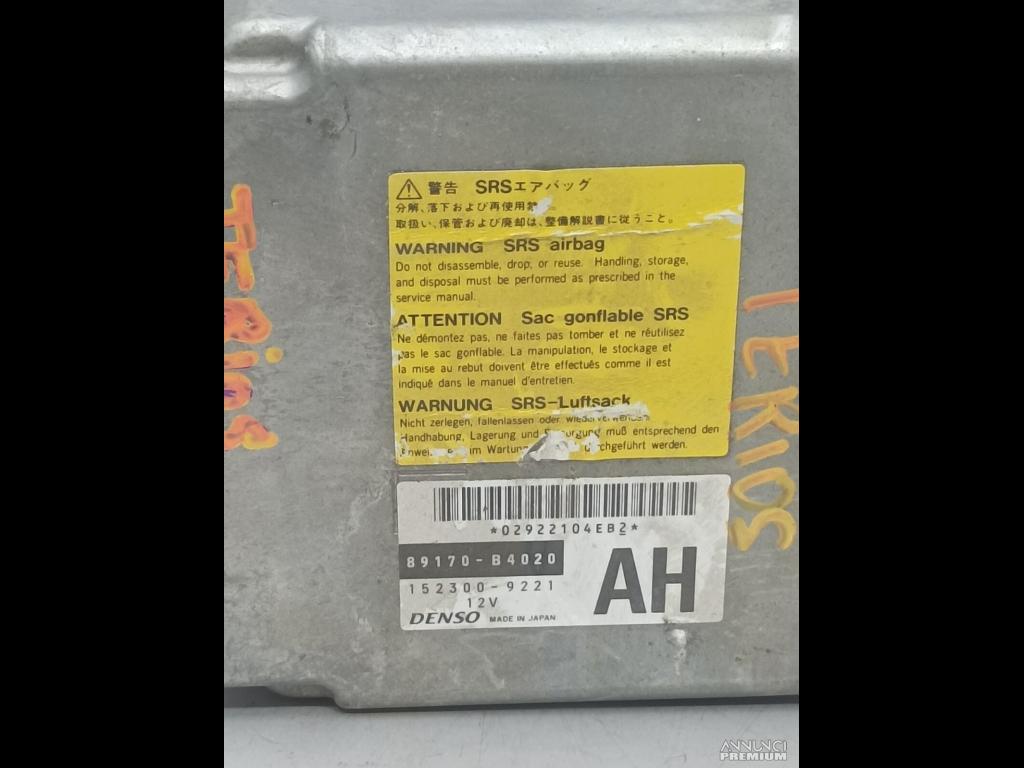 TERIOS
警告 SRSエアバッグ
分解、落下および再使用禁
取扱い、保管および廃却は、整備解説書に従うこと。
WARNING SRS airbag
Do not disassemble, drop, or reuse. Handling, storage,
and disposal must be performed as prescribed in the
service manual.
ATTENTION Sac gonflable SRS
Ne démontez pas, ne faites pas tomber et ne réutilisez
pas le sac gonflable. La manipulation, le stockage et
la mise au rebut doivent être effectués comme il est
indiqué dans le manuel d'entretien.
WARNUNG SRS-Luftsack
Nicht zerlegen, fallenlassen oder wiederverwenden.
Handhabung, Lagerung und muß entsprechend den
im durchgeführt werden.
*02922104EB2*
89170-B4020
152300-9221
12V
AH
DENSO MADE IN JAPAN
TERIOS
ANNUNCI
PREMIUM